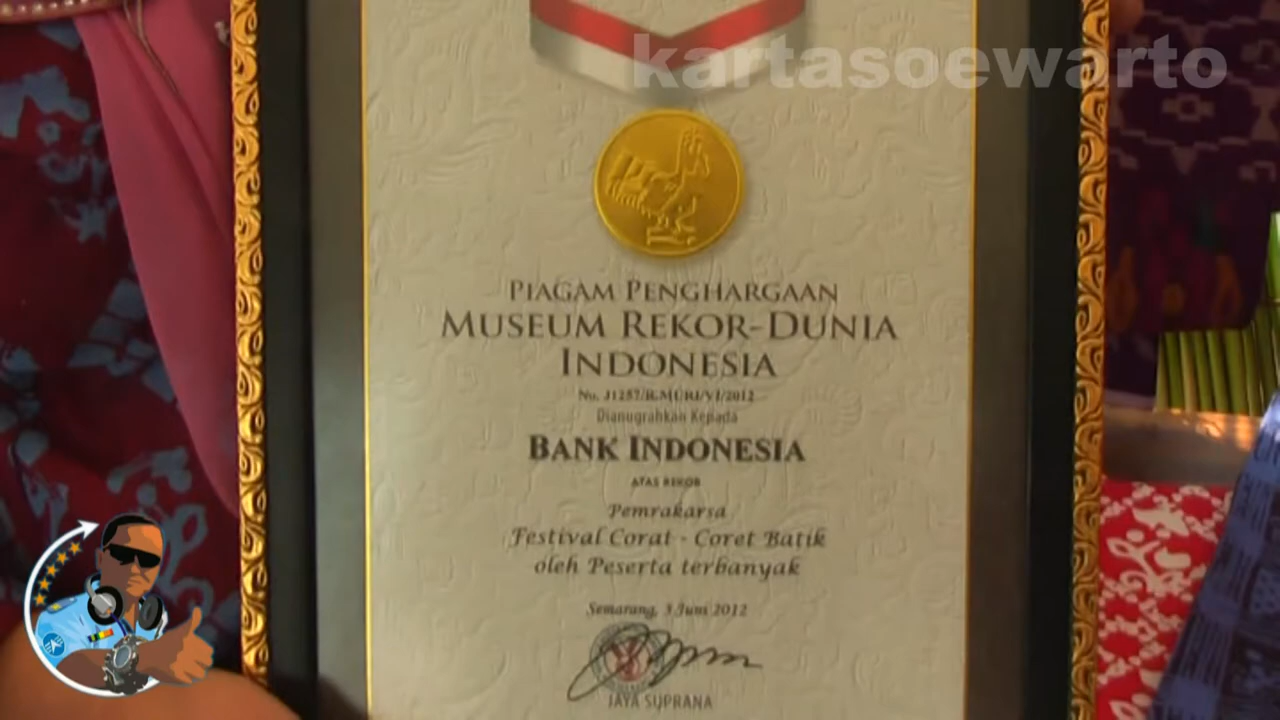 kartasoewarto
PIAGAM PENGHARGAAN
MUSEUM REKOR-DUNIA
INDONESIA
No. 31257/R.MURI/VI/2012
Dianugrahkan Kepada
BANK INDONESIA
ATAS REKOR
Pemrakarsa
Festival Corat - Coret Batik
oleh Peserta terbanyak
Semarang, 3 Juni 2012
JAYA SUPRANA